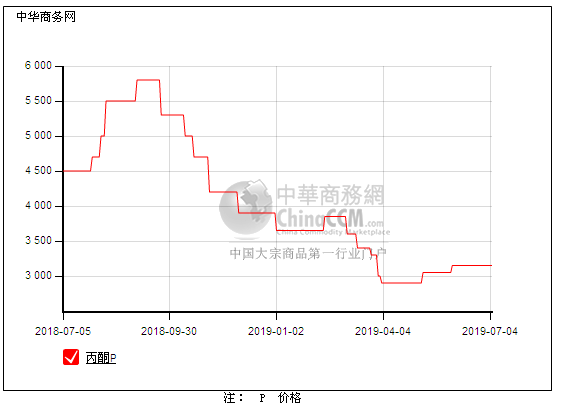 中华商务网
6 000
5 500
5 000
4 500
4 000
3 500
3 000
中華商務網
ChinaCCM.com
China Commodity Marketplace
中国大宗商品第一行业门户
2018-07-05 2018-09-30 2019-01-02 2019-04-04 2019-07-04
丙酮P
注： P 价格